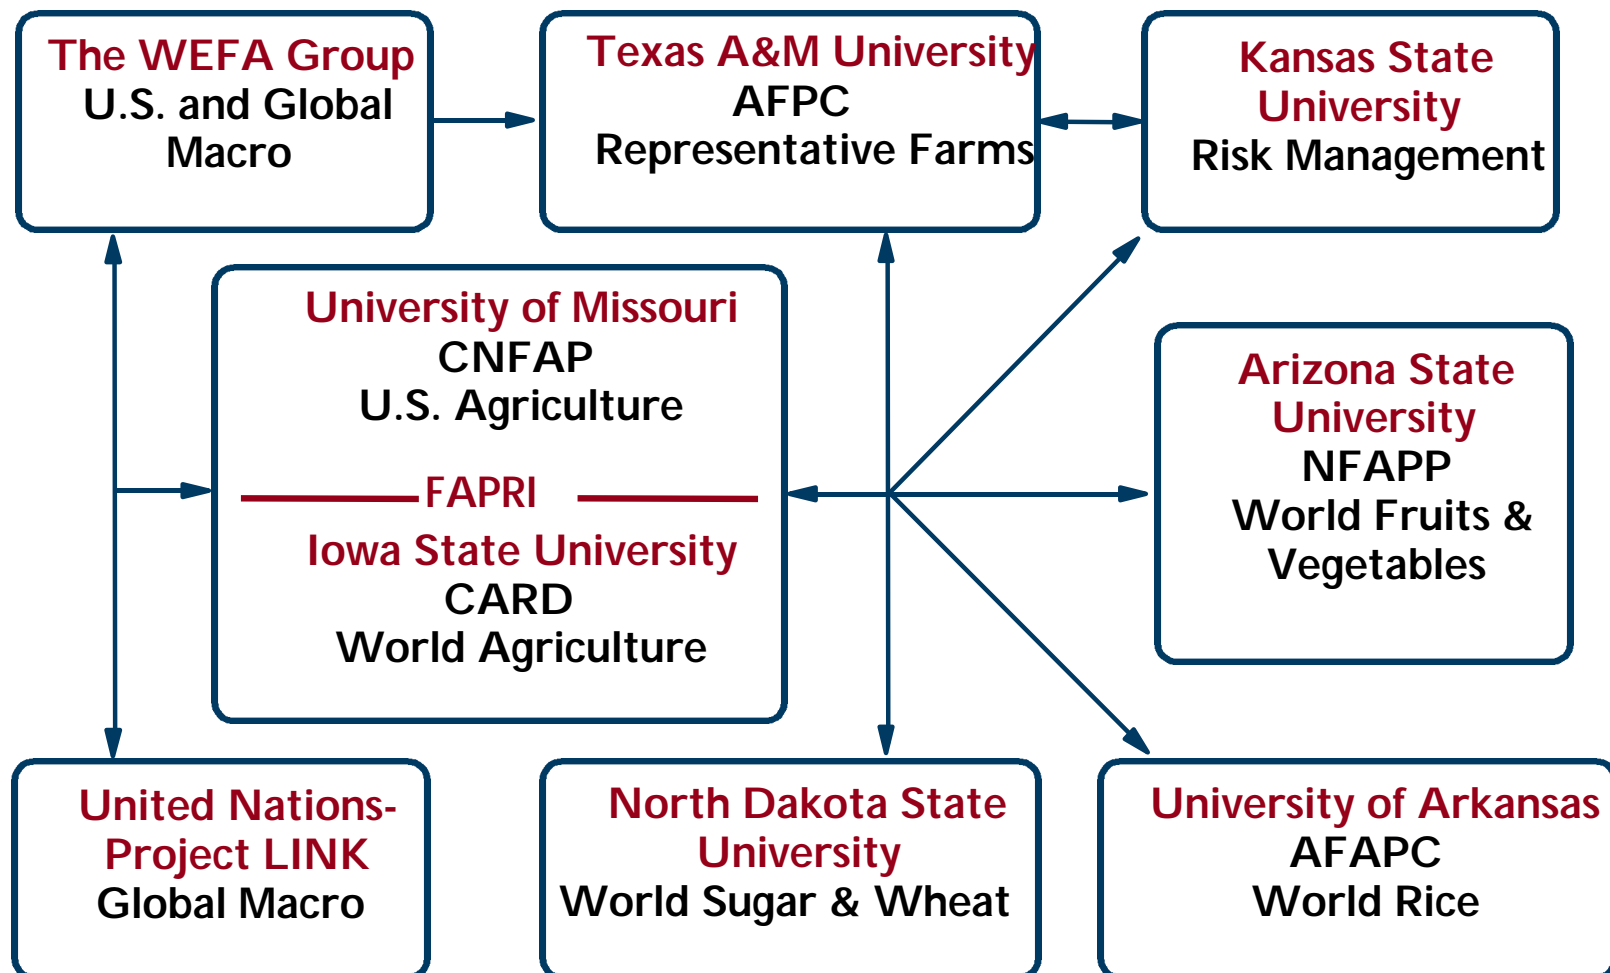 The WEFA Group
U.S. and Global
Macro
Texas A&M University
AFPC
Representative Farms
Kansas State
University
Risk Management
University of Missouri
CNFAP
U.S. Agriculture
FAPRI
Iowa State University
CARD
World Agriculture
Arizona State
University
NFAPP
World Fruits &
Vegetables
United Nations-
Project LINK
Global Macro
North Dakota State
University
World Sugar & Wheat
University of Arkansas
AFAPC
World Rice